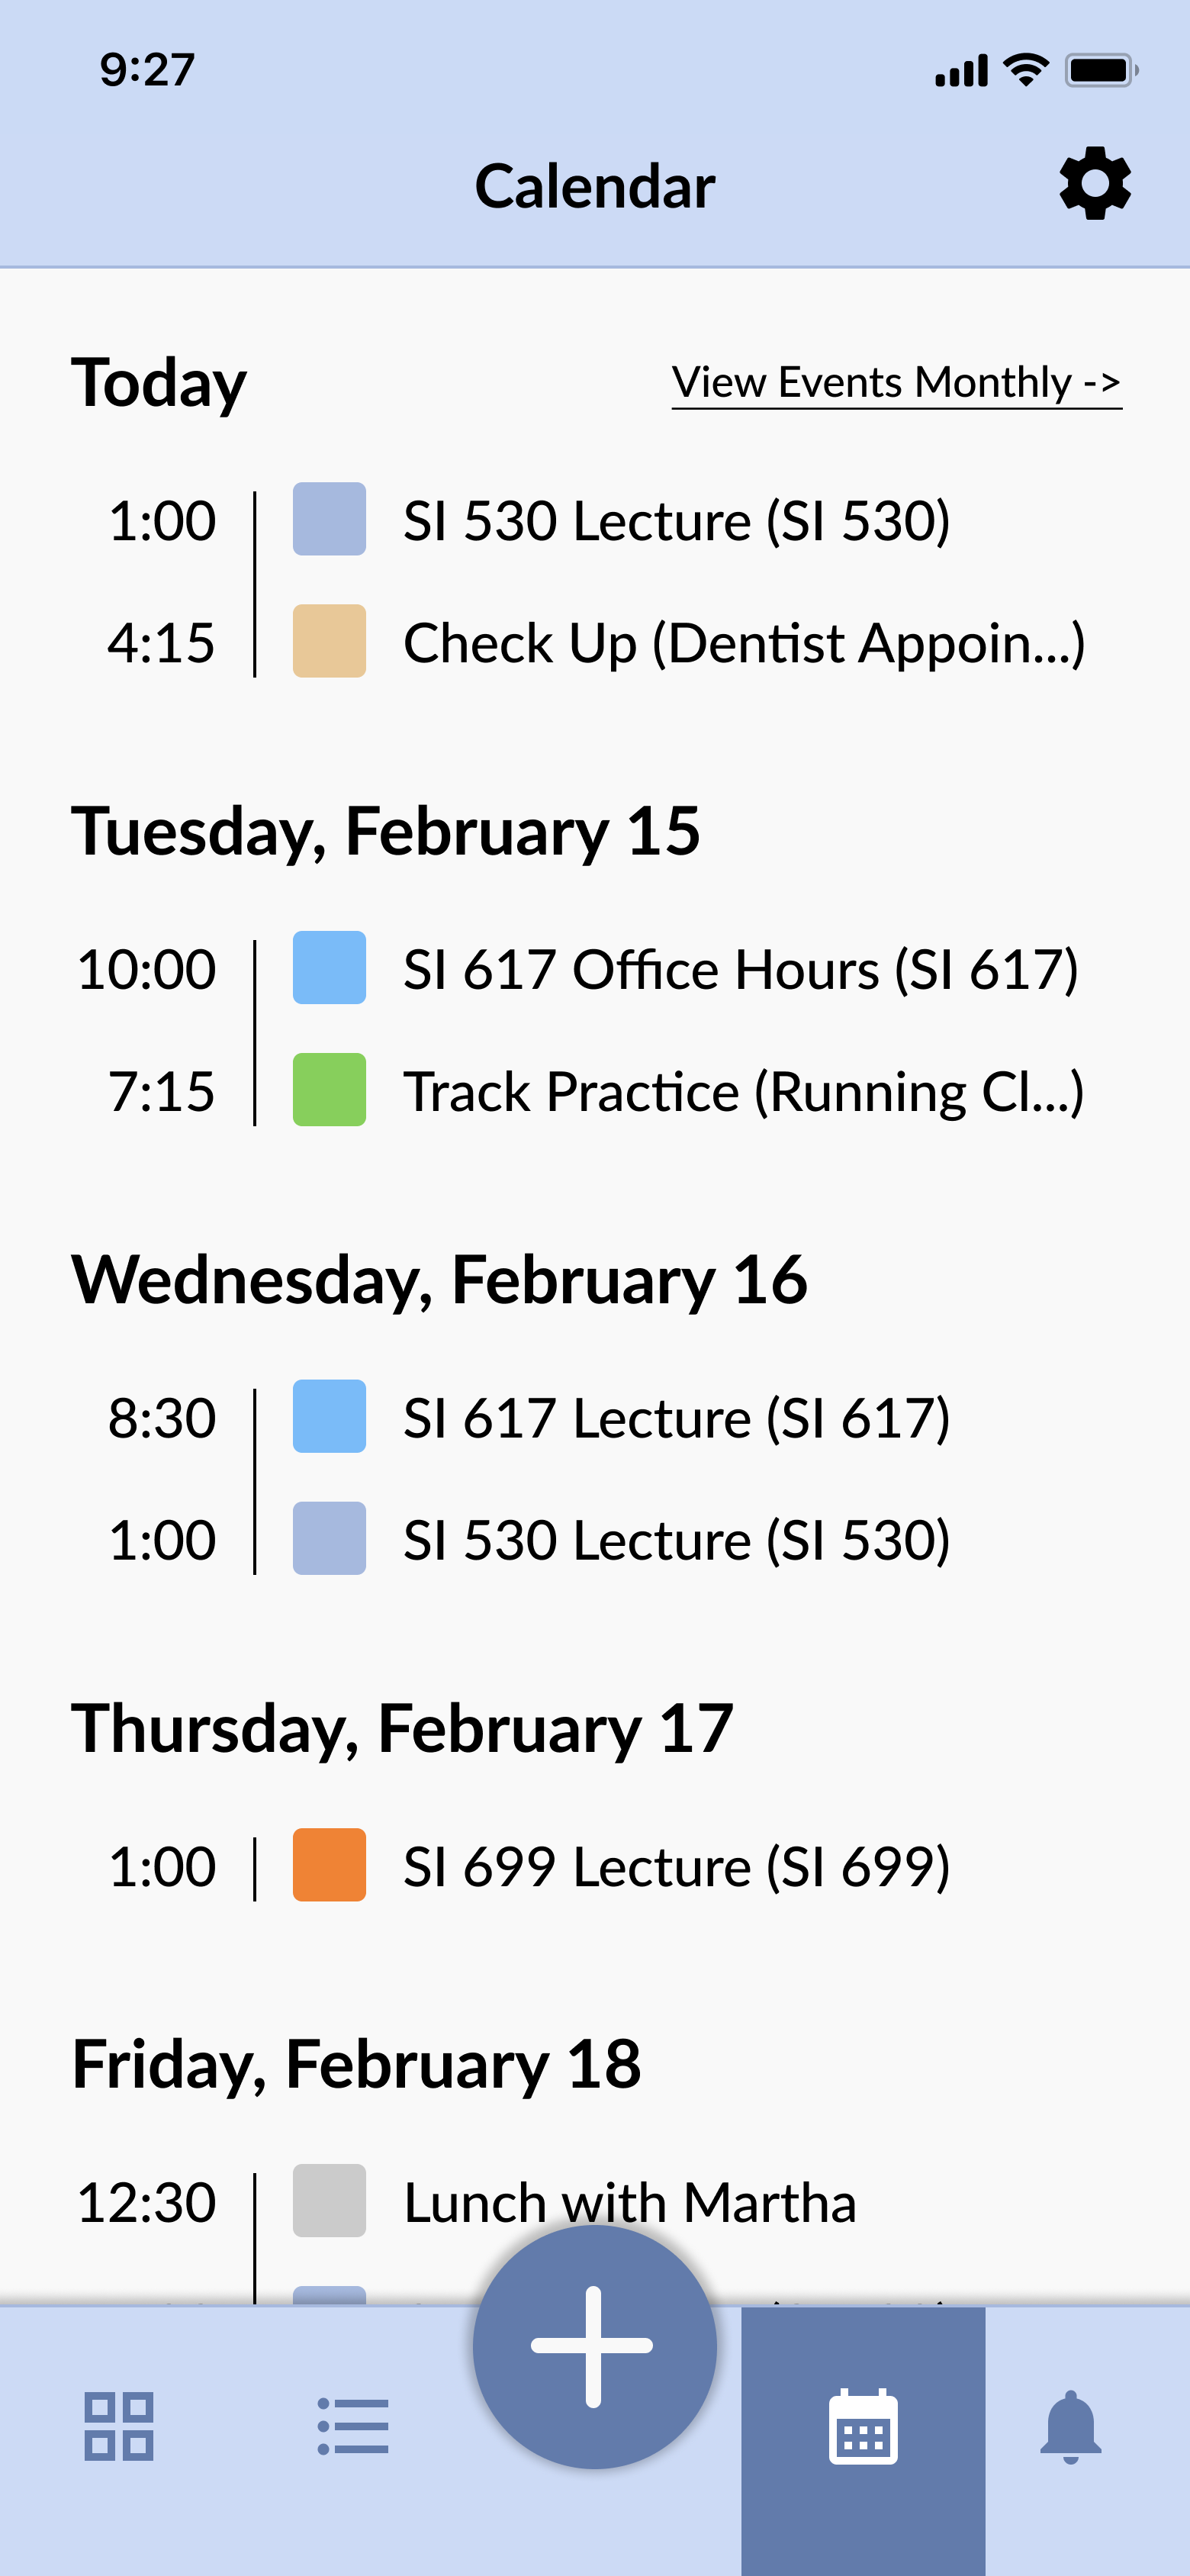 9:27
Calendar
Today
View Events Monthly ->
1:00 SI 530 Lecture (SI 530)
4:15 Check Up (Dentist Appoin...)
Tuesday, February 15
10:00 SI 617 Office Hours (SI 617)
7:15 Track Practice (Running Cl...)
Wednesday, February 16
8:30 SI 617 Lecture (SI 617)
1:00 SI 530 Lecture (SI 530)
Thursday, February 17
1:00 SI 699 Lecture (SI 699)
Friday, February 18
12:30 Lunch with Martha